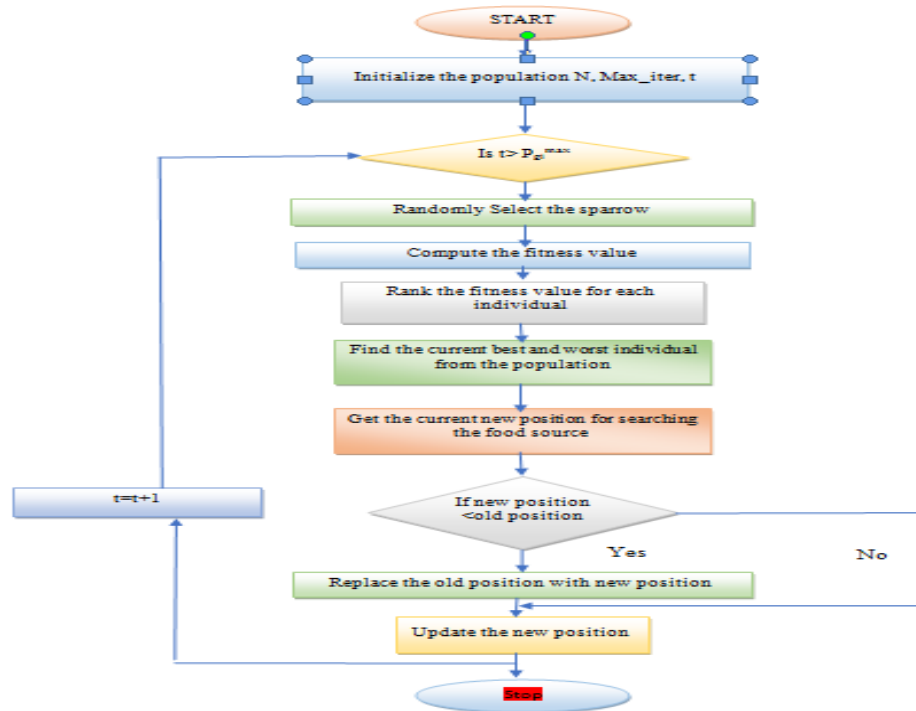 START
Initialize the population N, Max_iter, t
Is t> P_gi^max
Randomly Select the sparrow
Compute the fitness value
Rank the fitness value for each
individual
Find the current best and worst individual
from the population
Get the current new position for searching
the food source
t=t+1
If new position
<old position
Yes
No
Replace the old position with new position
Update the new position
Stop